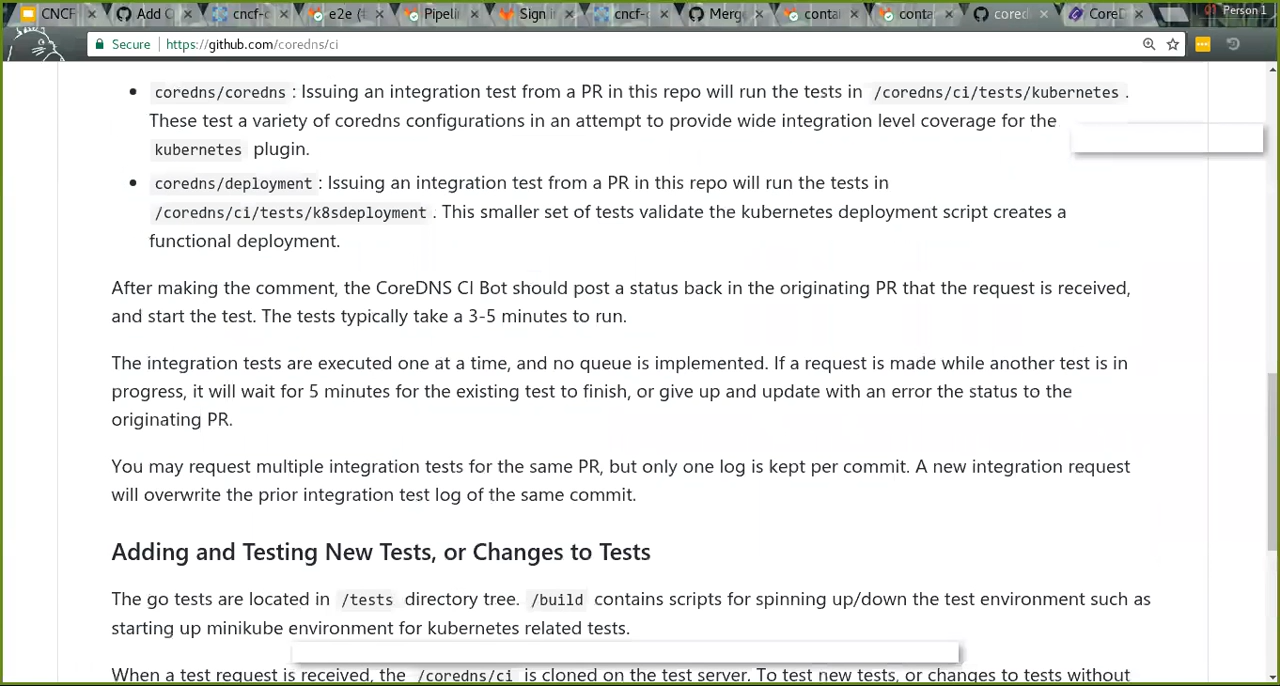 CNCF
Add C
cncf-c
e2e (
Pipelin
Sign in
cncf-c
Merg
contai
conta
cored
CoreD
Person 1
Secure
https://github.com/coredns/ci
coredns/coredns : Issuing an integration test from a PR in this repo will run the tests in /coredns/ci/tests/kubernetes .
These test a variety of coredns configurations in an attempt to provide wide integration level coverage for the
kubernetes plugin.
coredns/deployment : Issuing an integration test from a PR in this repo will run the tests in
/coredns/ci/tests/k8sdeployment . This smaller set of tests validate the kubernetes deployment script creates a
functional deployment.
After making the comment, the CoreDNS CI Bot should post a status back in the originating PR that the request is received,
and start the test. The tests typically take a 3-5 minutes to run.
The integration tests are executed one at a time, and no queue is implemented. If a request is made while another test is in
progress, it will wait for 5 minutes for the existing test to finish, or give up and update with an error the status to the
originating PR.
You may request multiple integration tests for the same PR, but only one log is kept per commit. A new integration request
will overwrite the prior integration test log of the same commit.
Adding and Testing New Tests, or Changes to Tests
The go tests are located in /tests directory tree. /build contains scripts for spinning up/down the test environment such as
starting up minikube environment for kubernetes related tests.
When a test request is received, the /coredns/ci is cloned on the test server. To test new tests, or changes to tests without